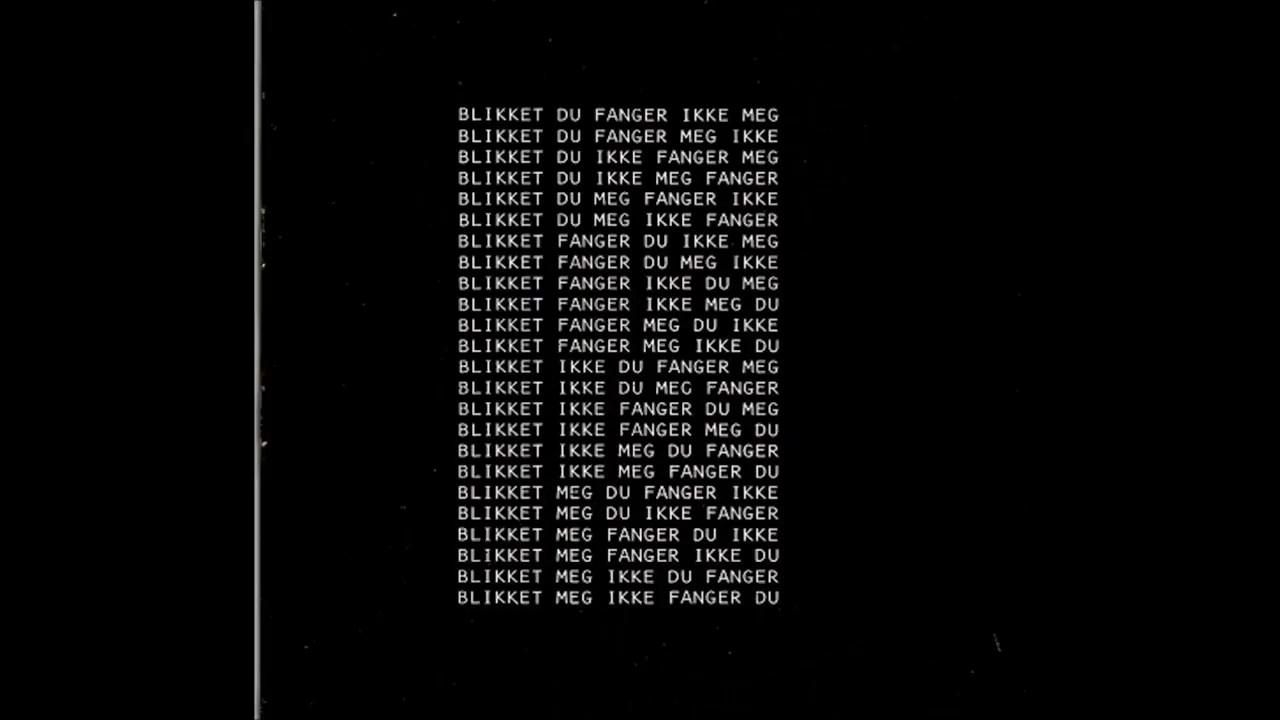 BLIKKET DU FANGER IKKE MEG
BLIKKET DU FANGER MEG IKKE
BLIKKET DU IKKE FANGER MEG
BLIKKET DU IKKE MEG FANGER
BLIKKET DU MEG FANGER IKKE
BLIKKET DU MEG IKKE FANGER
BLIKKET FANGER DU IKKE MEG
BLIKKET FANGER DU MEG IKKE
BLIKKET FANGER IKKE DU MEG
BLIKKET FANGER IKKE MEG DU
BLIKKET FANGER MEG DU IKKE
BLIKKET FANGER MEG IKKE DU
BLIKKET IKKE DU FANGER MEG
BLIKKET IKKE DU MEG FANGER
BLIKKET IKKE FANGER DU MEG
BLIKKET IKKE FANGER MEG DU
BLIKKET IKKE MEG DU FANGER
BLIKKET IKKE MEG FANGER DU
BLIKKET MEG DU FANGER IKKE
BLIKKET MEG DU IKKE FANGER
BLIKKET MEG FANGER DU IKKE
BLIKKET MEG FANGER IKKE DU
BLIKKET MEG IKKE DU FANGER
BLIKKET MEG IKKE FANGER DU